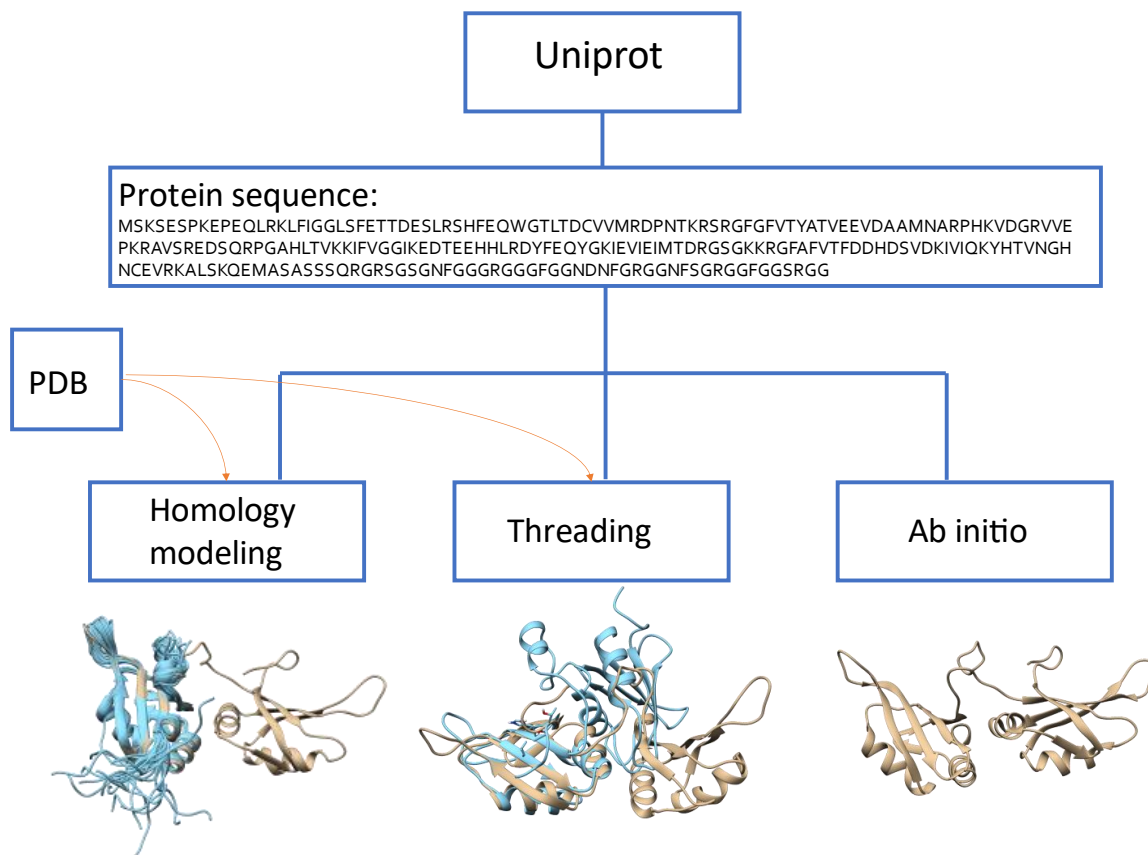 Uniprot
Protein sequence:
MSKSESPKEPEQLRKLFIGGLSFETTDESLRSHFEQWGTLTDCVVMRDPNTKRSRGFGFVTYATVEEVDAAMNARPHKVDGRVVE
PKRAVSREDSQRPGAHLTVKKIFVGGIKEDTEEHHLRDYFEQYGKIEVIEIMTDRGSGKKRGFAFVTFDDHDSVDKIVIQKYHTVNGH
NCEVRKALSKQEMASASSSQRGRSGSGNFGGGRGGGFGGNDNFGRGGNFSGRGGFGGSRGG
PDB
Homology
modeling
Threading
Ab initio